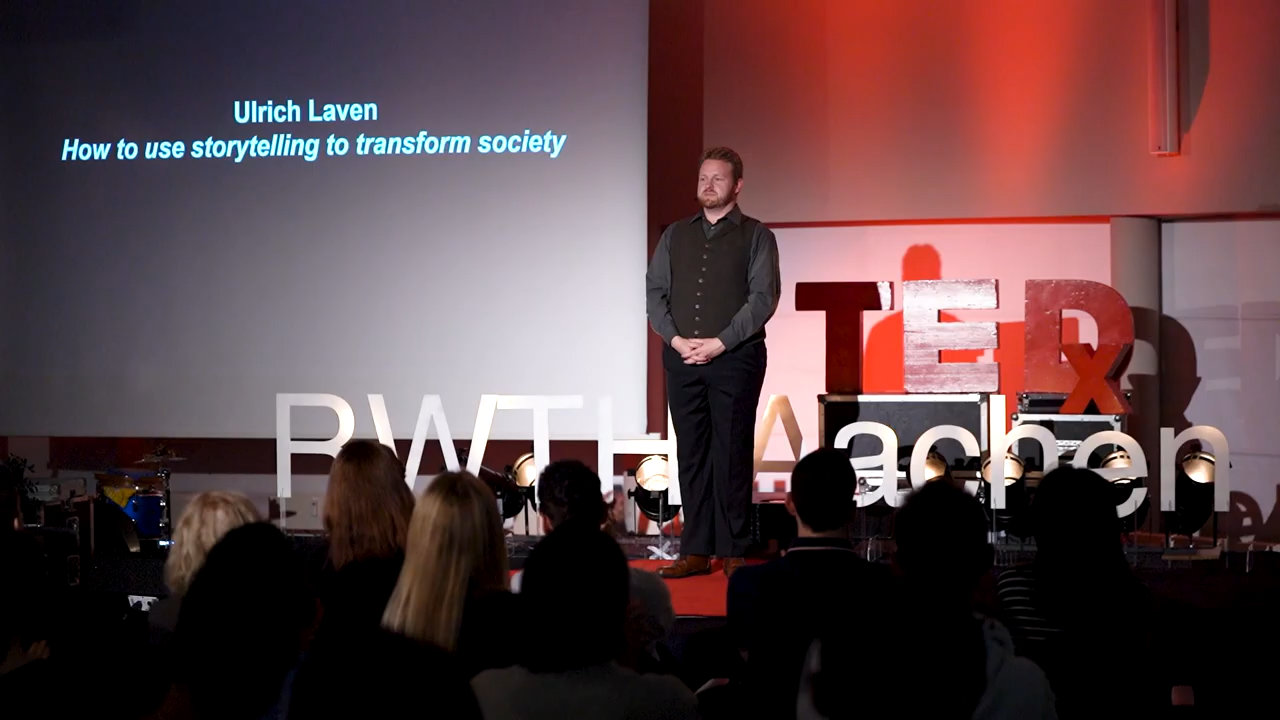 Ulrich Laven
How to use storytelling to transform society
TEDx
RWTH Aachen